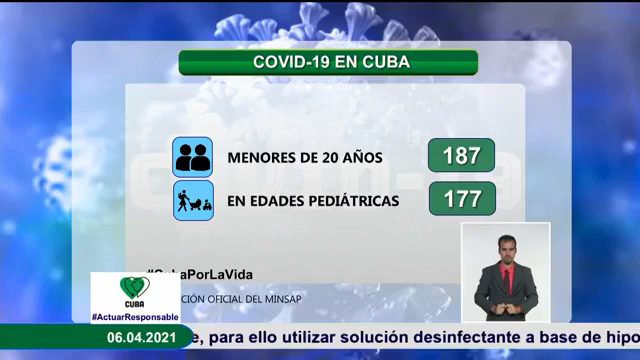 COVID-19 EN CUBA
MENORES DE 20 AÑOS
187
EN EDADES PEDIÁTRICAS
177
OFICIAL DEL MINSAP
CUBA
#ActuarResponsable
06.04.2021
, para ello utilizar solución desinfectante a base de hipo